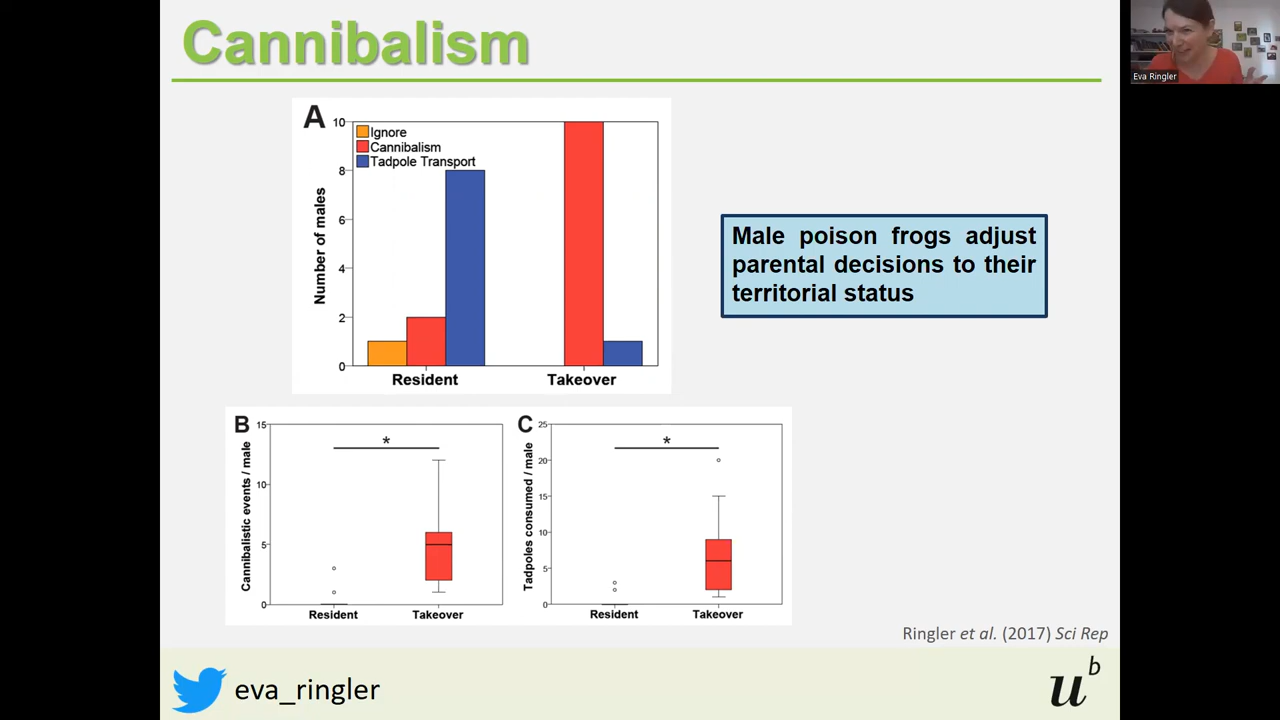 Cannibalism
Eva Ringler
A
Ignore
Cannibalism
Tadpole Transport
Number of males
10
8
6
4
2
0
Resident Takeover
Male poison frogs adjust
parental decisions to their
territorial status
B
Cannibalistic events / male
15
10
5
0
*
Resident Takeover
C
Tadpoles consumed / male
25
20
15
10
5
0
*
Resident Takeover
Ringler et al. (2017) Sci Rep
eva_ringler
u b